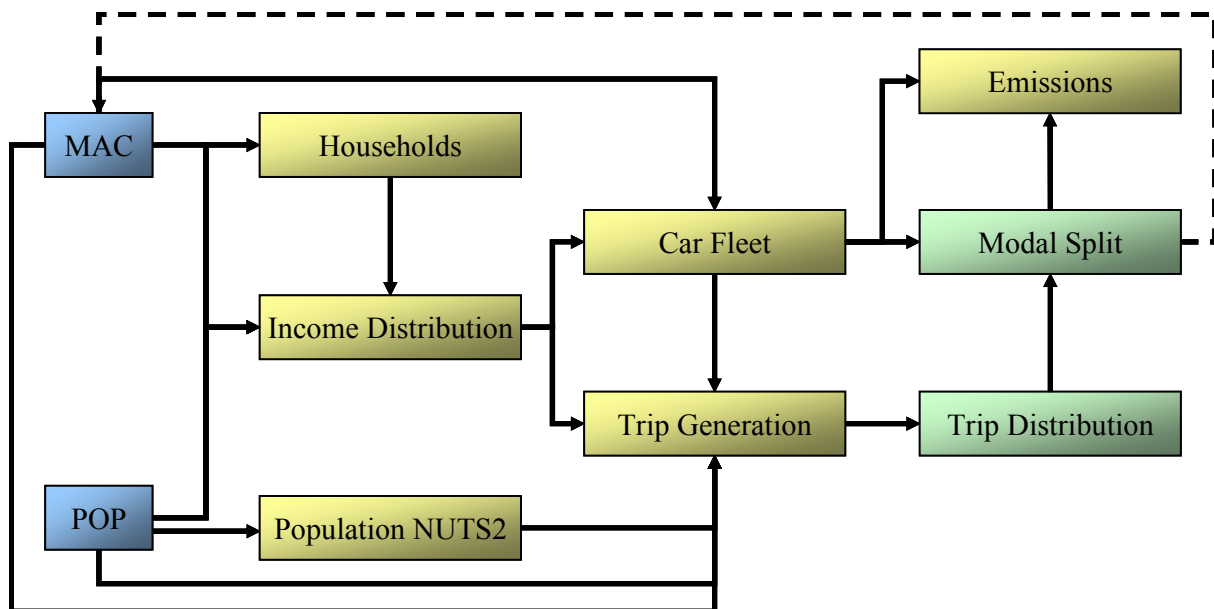 Emissions
MAC
Households
Car Fleet
Modal Split
Income Distribution
Trip Generation
Trip Distribution
POP
Population NUTS2